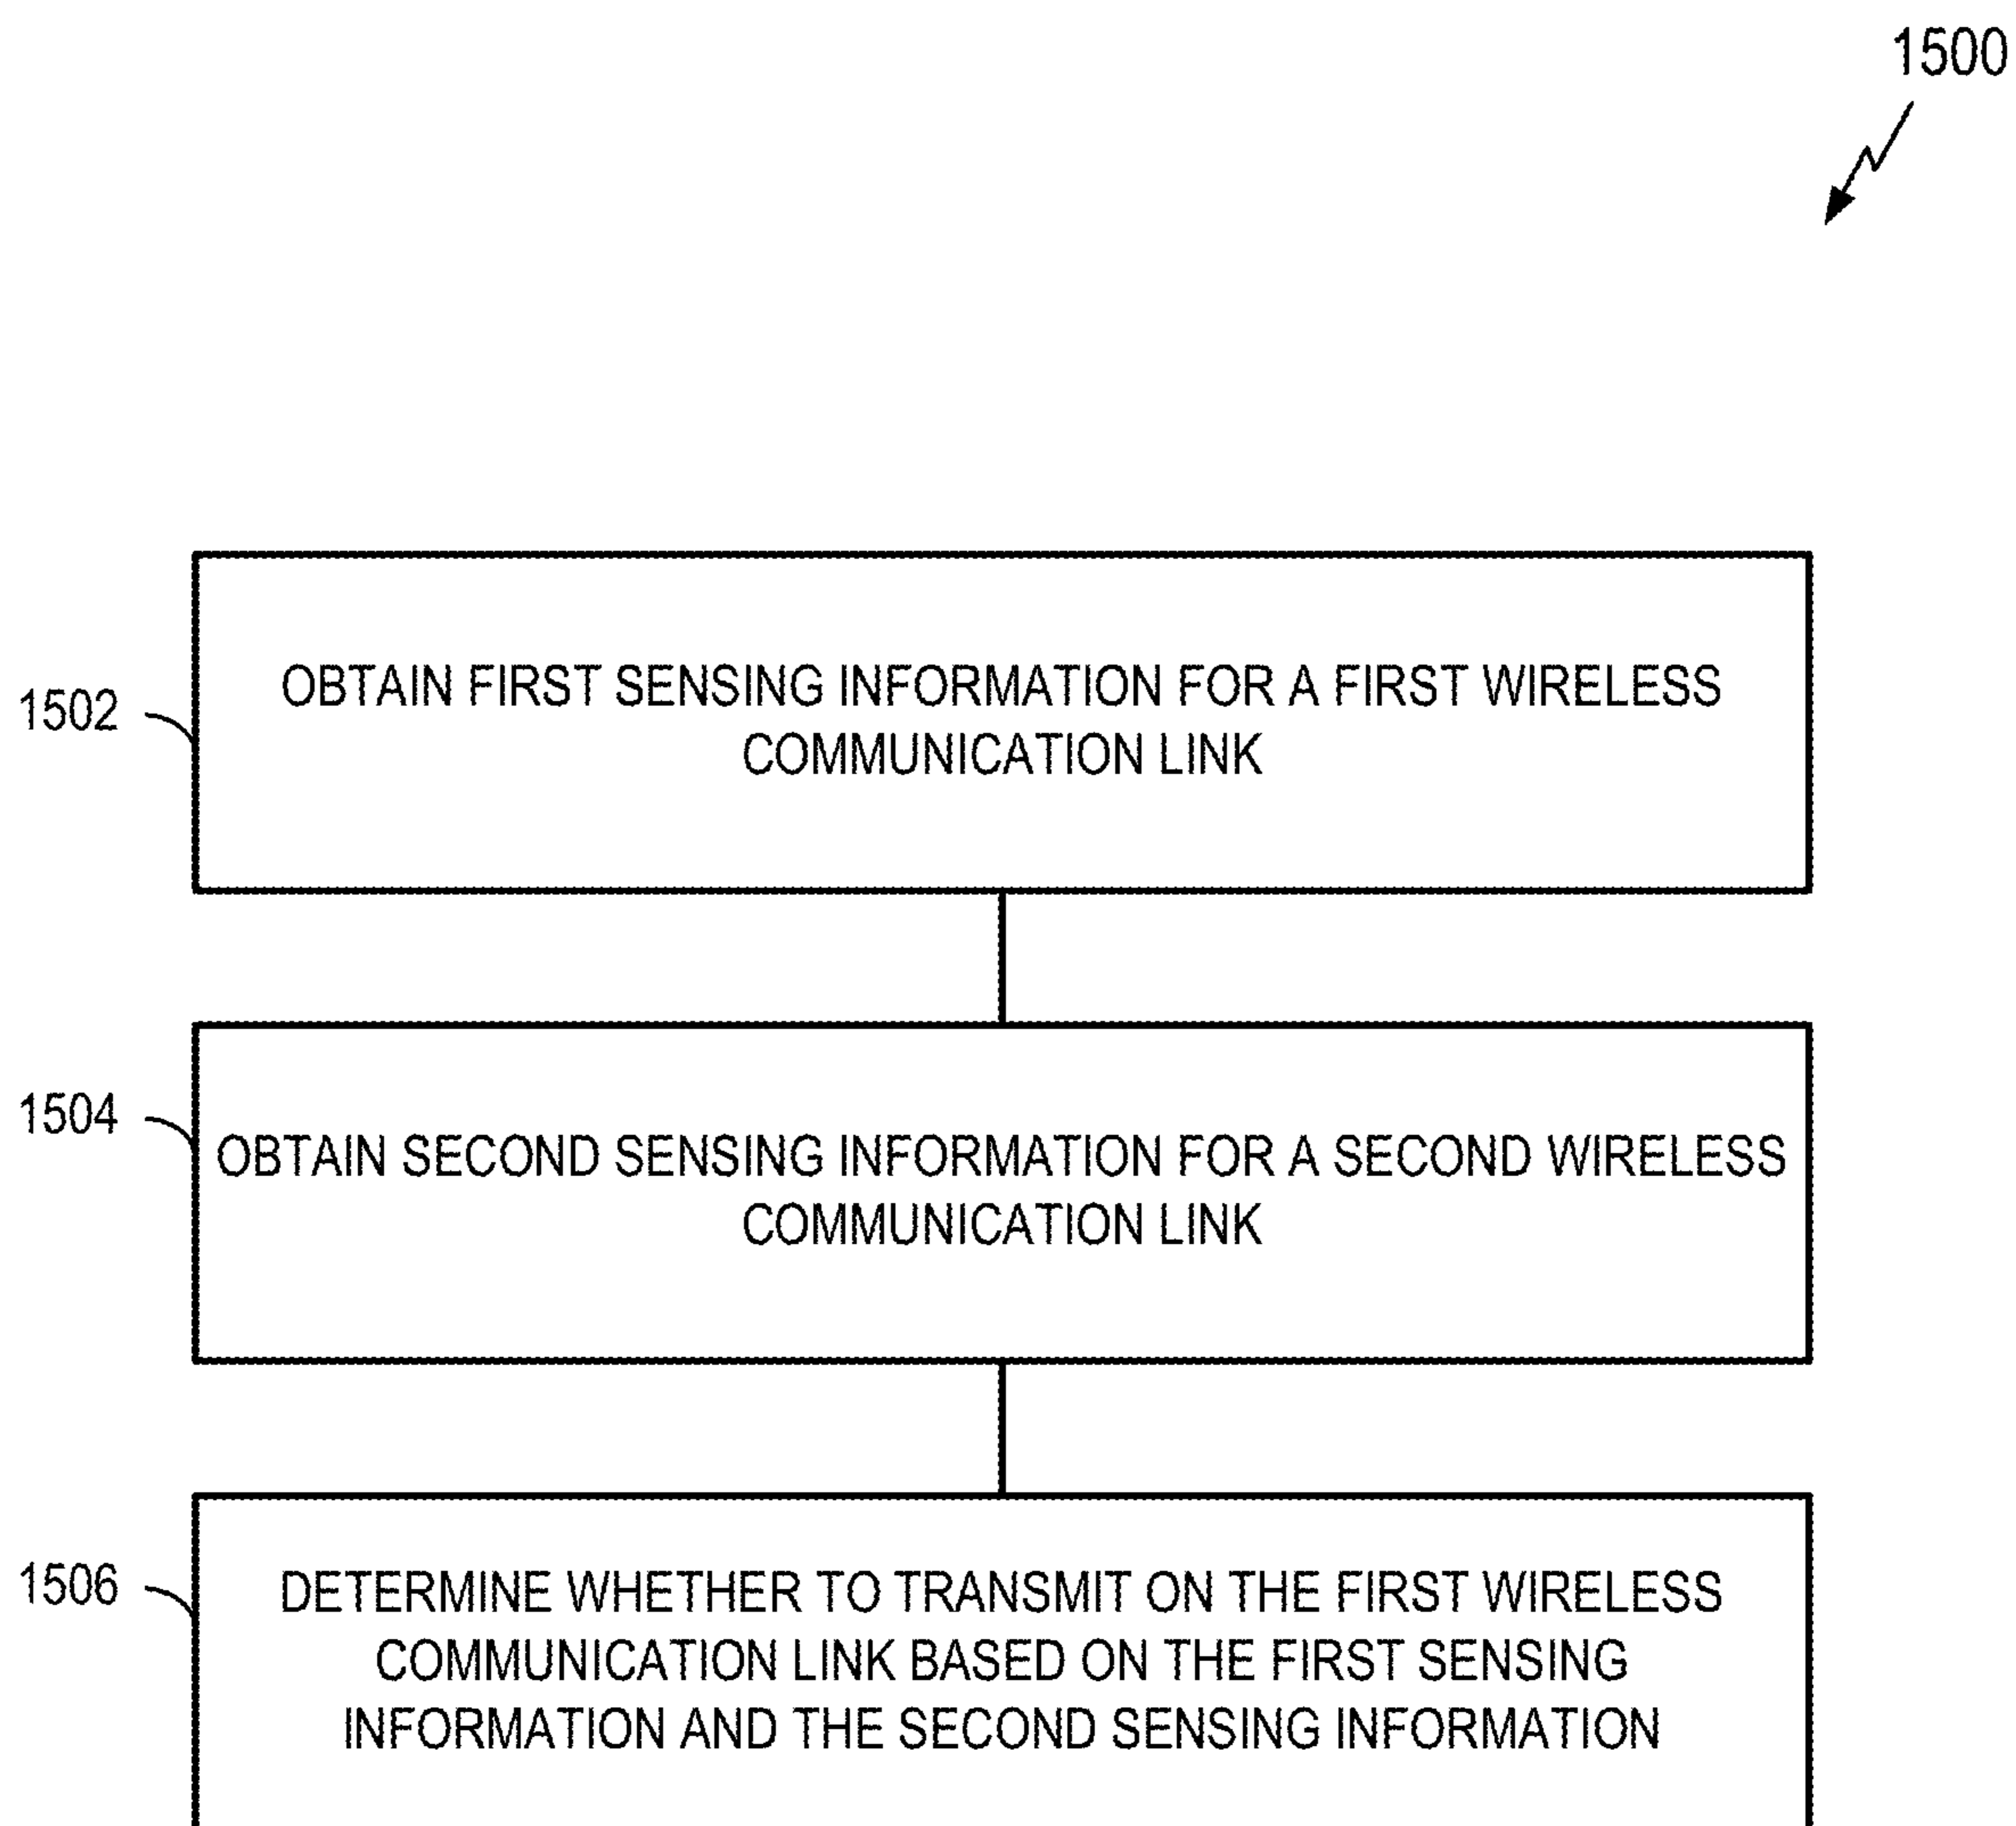 1500
1502
OBTAIN FIRST SENSING INFORMATION FOR A FIRST WIRELESS
COMMUNICATION LINK
1504
OBTAIN SECOND SENSING INFORMATION FOR A SECOND WIRELESS
COMMUNICATION LINK
1506
DETERMINE WHETHER TO TRANSMIT ON THE FIRST WIRELESS
COMMUNICATION LINK BASED ON THE FIRST SENSING
INFORMATION AND THE SECOND SENSING INFORMATION